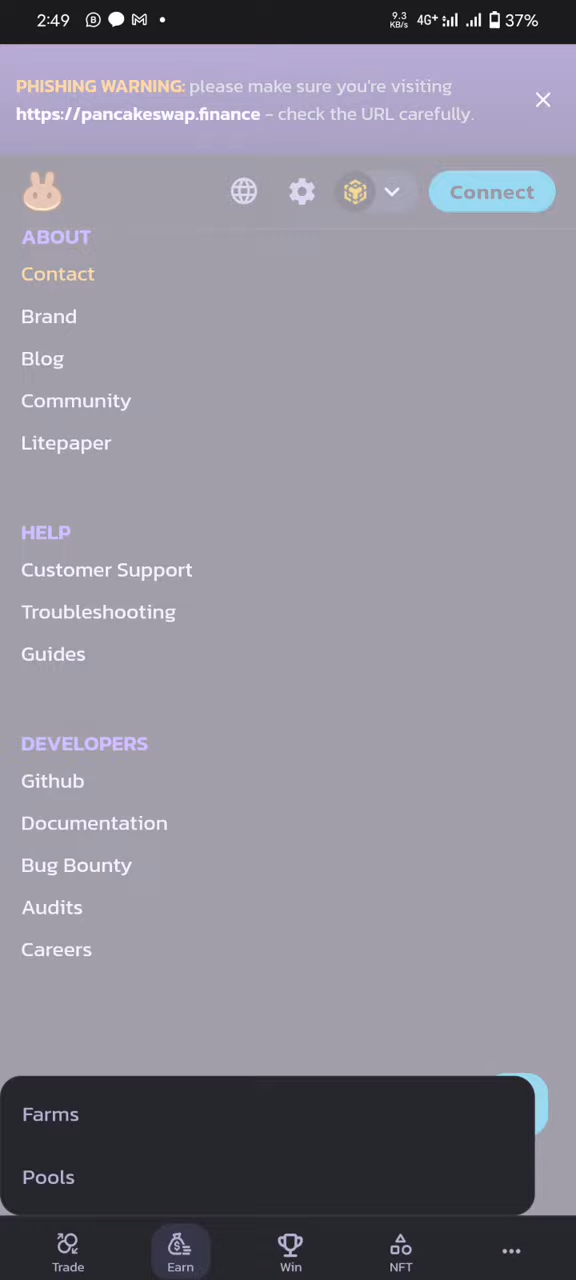 2:49
9.3
KB/s
4G+
37%
PHISHING WARNING: please make sure you're visiting
https://pancakeswap.finance - check the URL carefully.
Connect
ABOUT
Contact
Brand
Blog
Community
Litepaper
HELP
Customer Support
Troubleshooting
Guides
DEVELOPERS
Github
Documentation
Bug Bounty
Audits
Careers
Farms
Pools
Trade
Earn
Win
NFT